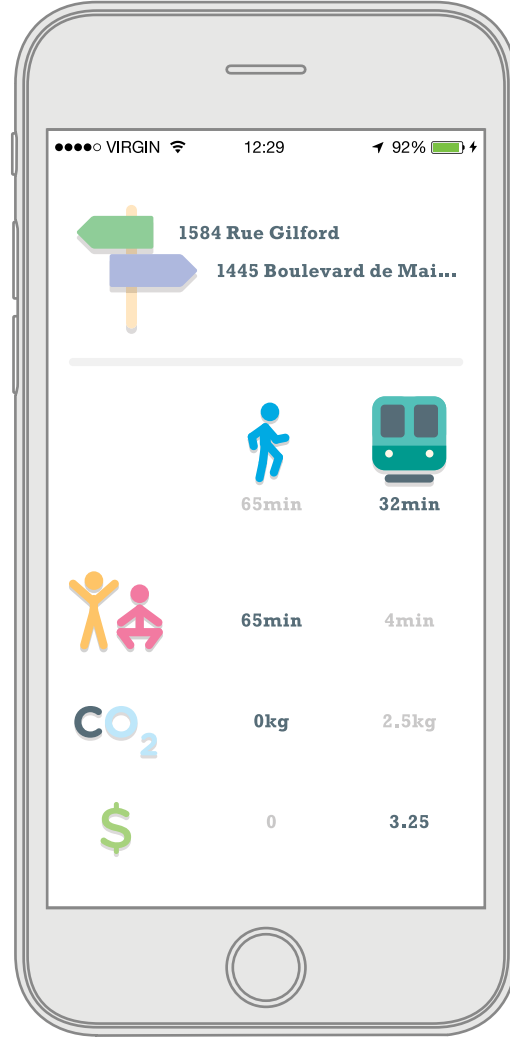 VIRGIN 12:29 92%
1584 Rue Gilford
1445 Boulevard de Mai...
65min 32min
65min 4min
CO2 0kg 2.5kg
$ 0 3.25